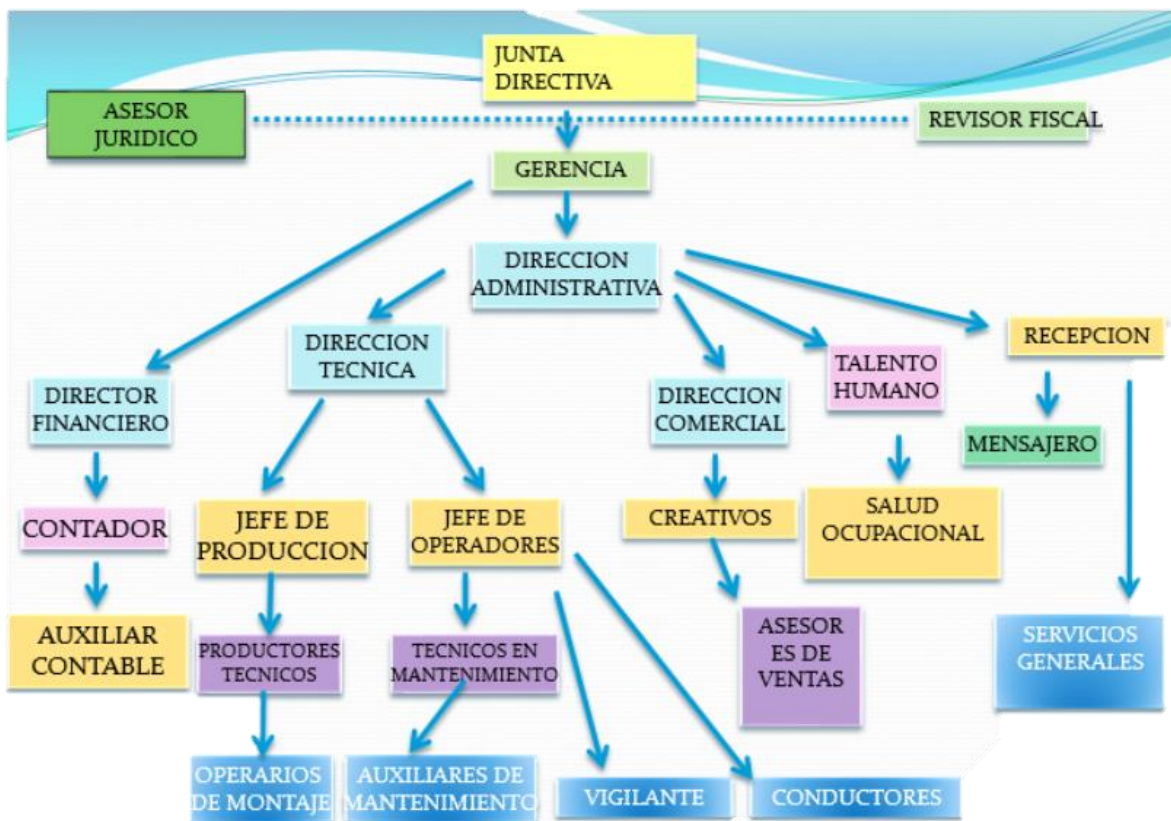 JUNTA
DIRECTIVA
ASESOR
JURIDICO
REVISOR FISCAL
GERENCIA
DIRECCION
ADMINISTRATIVA
DIRECCION
TECNICA
RECEPCION
TALENTO
HUMANO
DIRECTOR
FINANCIERO
DIRECCION
COMERCIAL
MENSAJERO
CONTADOR
JEFE DE
PRODUCCION
JEFE DE
OPERADORES
CREATIVOS
SALUD
OCUPACIONAL
AUXILIAR
CONTABLE
PRODUCTORES
TECNICOS
TECNICOS EN
MANTENIMIENTO
ASESOR
ES DE
VENTAS
SERVICIOS
GENERALES
OPERARIOS
DE MONTAJE
AUXILIARES DE
MANTENIMIENTO
VIGILANTE
CONDUCTORES